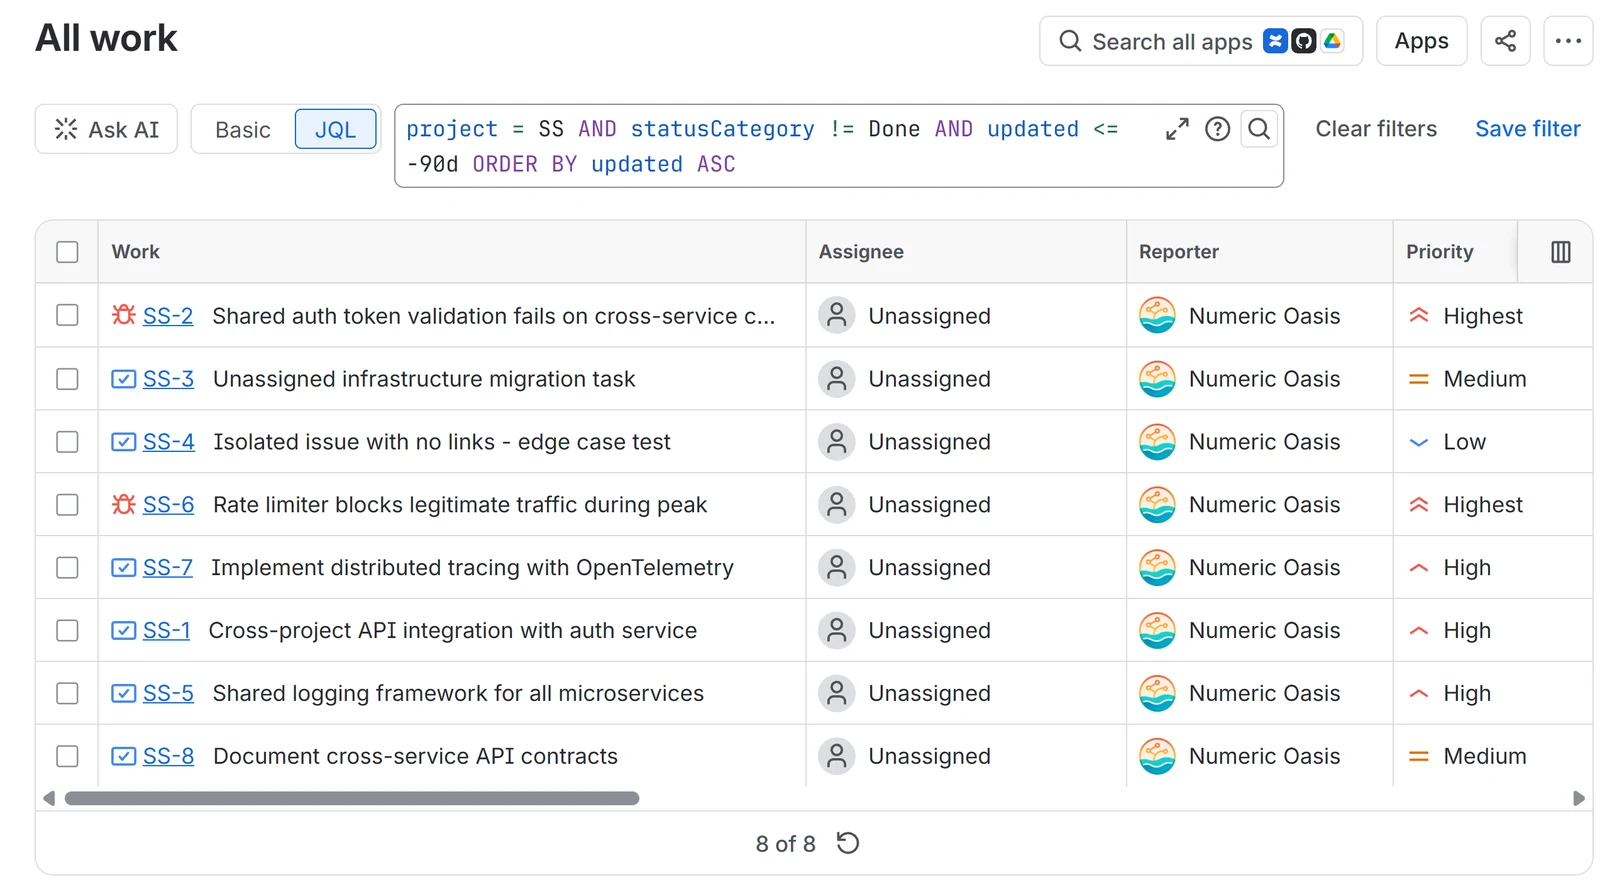 All work
Search all apps
Apps
Ask AI
Basic
JQL
project = SS AND statusCategory != Done AND updated <=
-90d ORDER BY updated ASC
Clear filters
Save filter
Work Assignee Reporter Priority
SS-2 Shared auth token validation fails on cross-service c... Unassigned Numeric Oasis Highest
SS-3 Unassigned infrastructure migration task Unassigned Numeric Oasis Medium
SS-4 Isolated issue with no links - edge case test Unassigned Numeric Oasis Low
SS-6 Rate limiter blocks legitimate traffic during peak Unassigned Numeric Oasis Highest
SS-7 Implement distributed tracing with OpenTelemetry Unassigned Numeric Oasis High
SS-1 Cross-project API integration with auth service Unassigned Numeric Oasis High
SS-5 Shared logging framework for all microservices Unassigned Numeric Oasis High
SS-8 Document cross-service API contracts Unassigned Numeric Oasis Medium
8 of 8